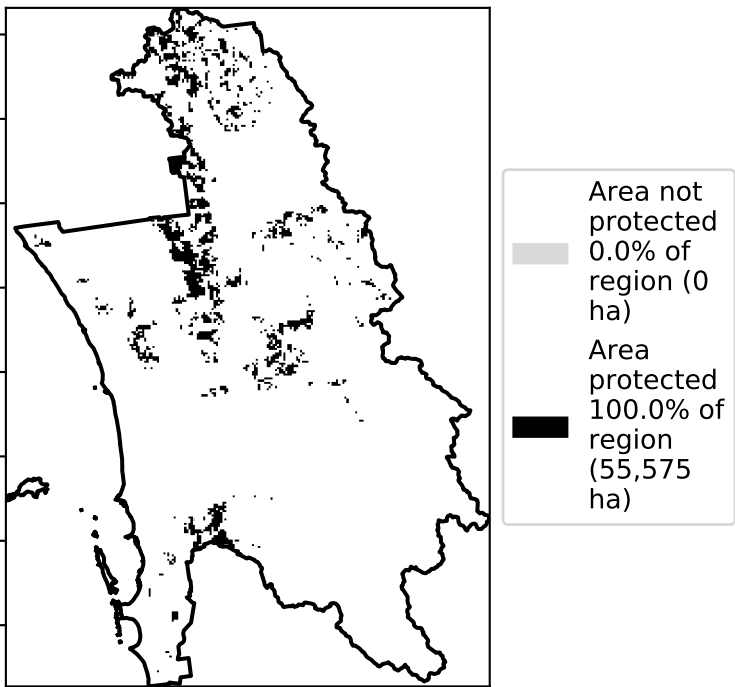 Area not
protected
0.0% of
region (0
ha)
Area
protected
100.0% of
region
(55,575
ha)